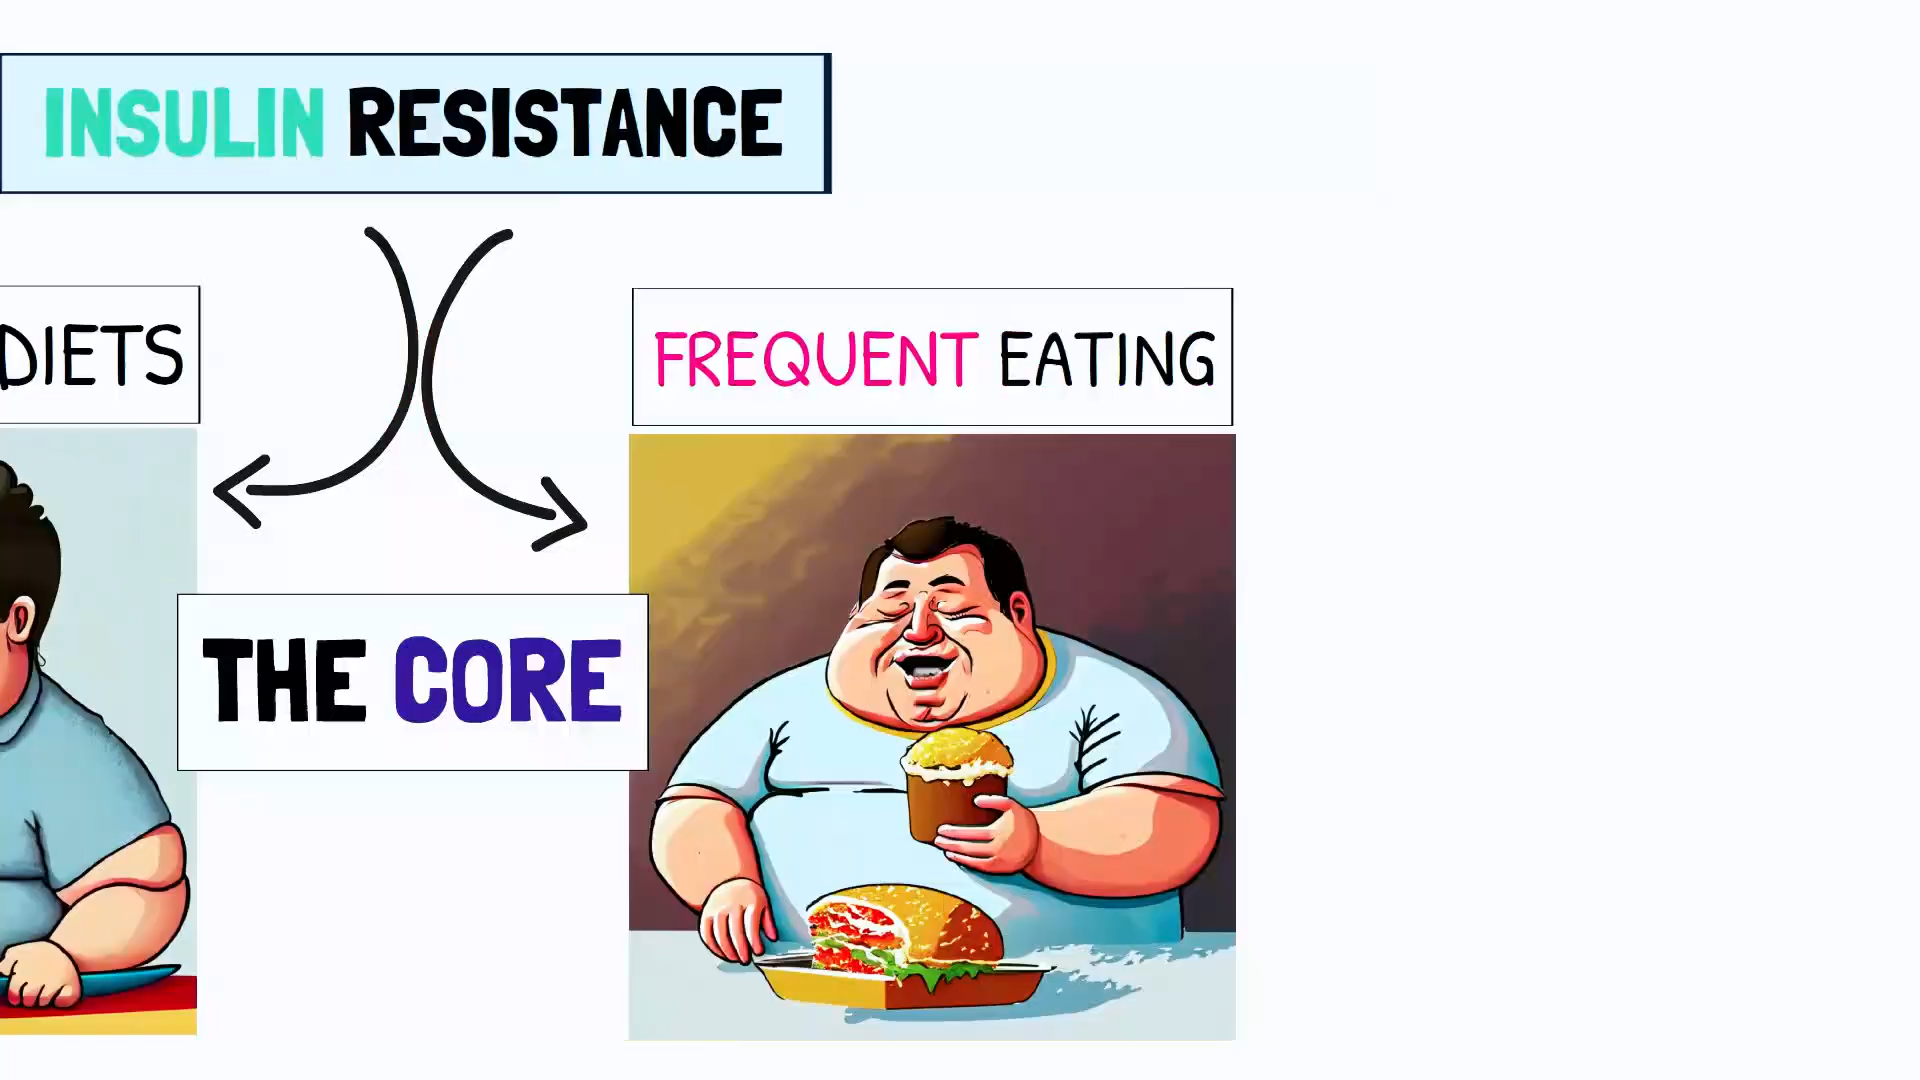 INSULIN RESISTANCE
DIETS
FREQUENT EATING
THE CORE